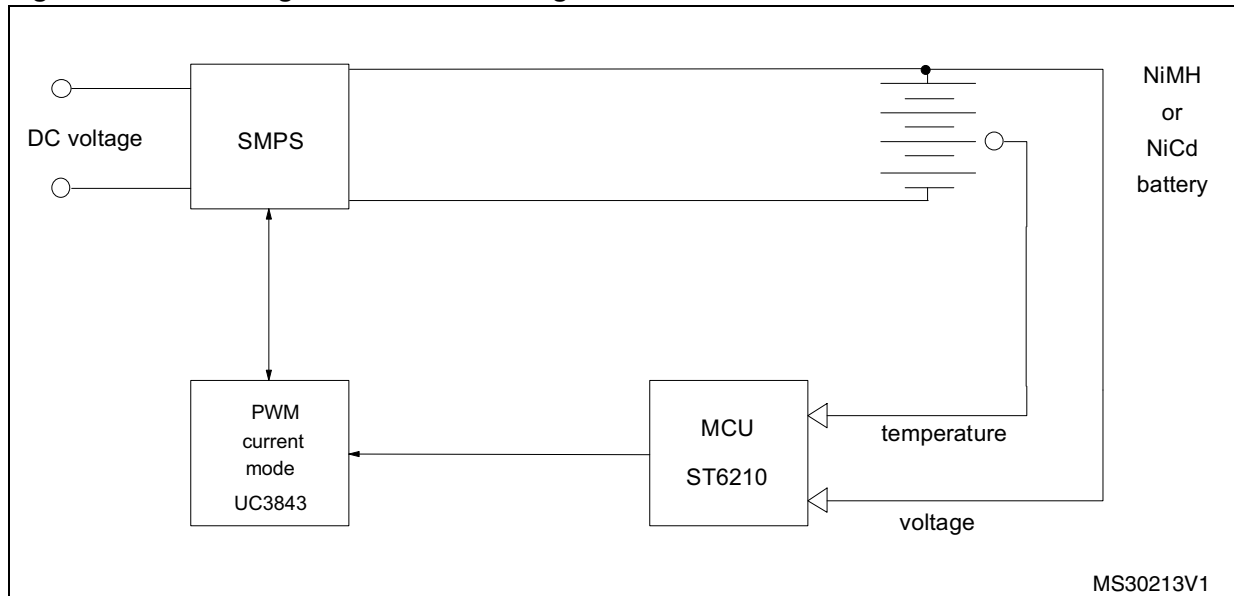 DC voltage
SMPS
NiMH
or
NiCd
battery
PWM
current
mode
UC3843
MCU
ST6210
temperature
voltage
MS30213V1